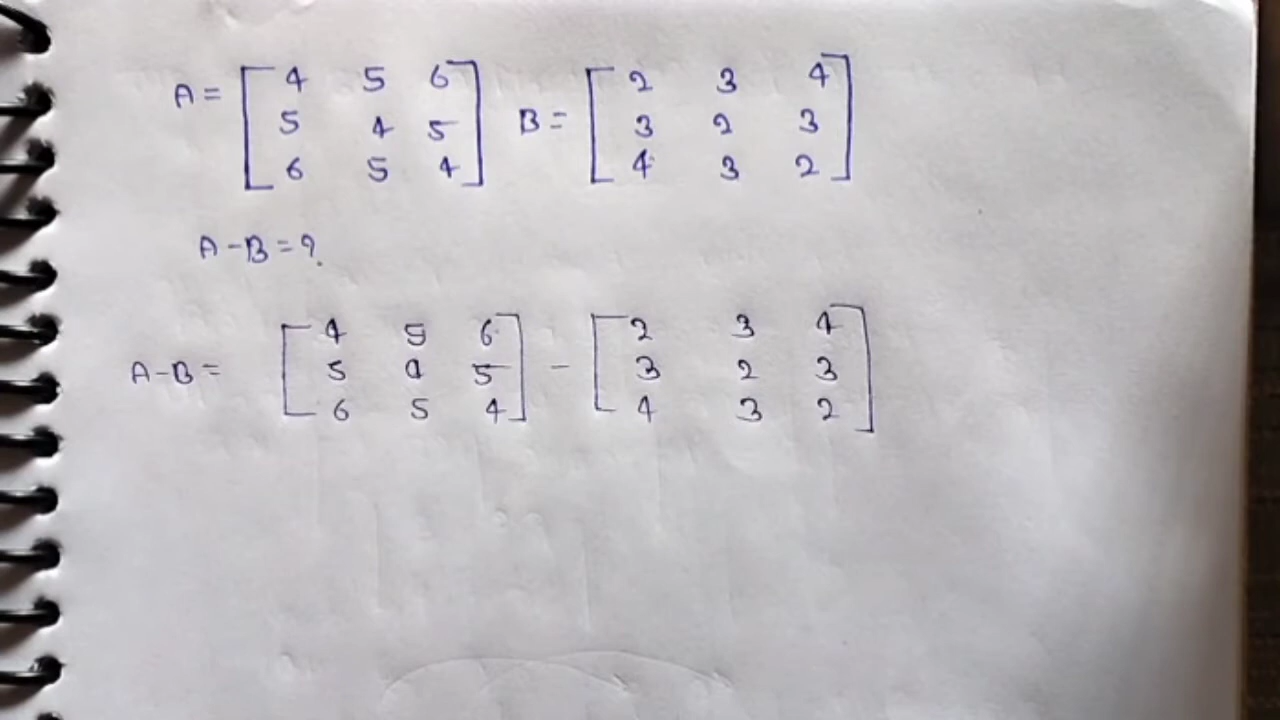 A = [ 4 5 6 B = [ 2 3 4
5 4 5 ] 3 2 3 ]
6 5 4 4 3 2
A - B = ?
A - B = [ 4 5 6 - [ 2 3 4
5 4 5 ] 3 2 3 ]
6 5 4 4 3 2